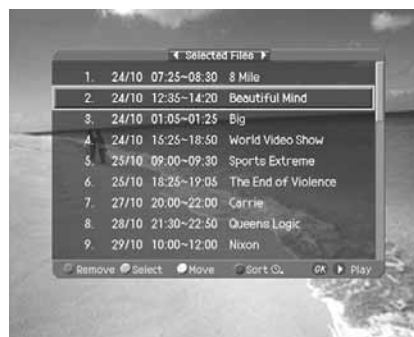 ◀ Selected Files ▶
1. 24/10 07:25~08:30 8 Mile
2. 24/10 12:35~14:20 Beautiful Mind
3. 24/10 01:05~01:25 Big
4. 24/10 15:25~18:50 World Video Show
5. 25/10 09:00~09:30 Sports Extreme
6. 25/10 18:25~19:05 The End of Violence
7. 27/10 20:00~22:00 Carrie
8. 28/10 21:30~22:50 Queens Logic
9. 29/10 10:00~12:00 Nixon
Remove Select Move Sort OK ▶ Play